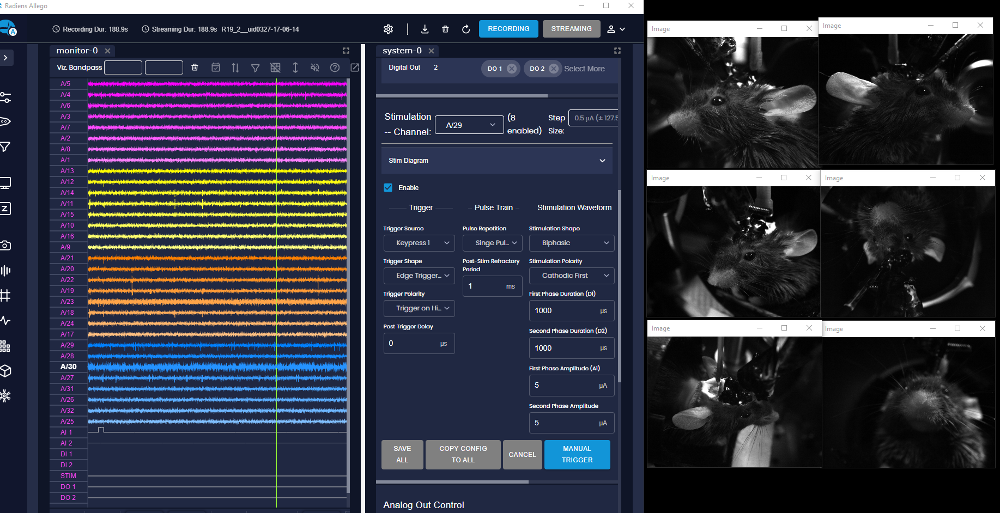 Radiens Allego
Recording Dur: 188.9s
Streaming Dur: 188.9s
R19_2__uid0327-17-06-14
RECORDING
STREAMING
monitor-0
Viz. Bandpass
A/5
A/4
A/6
A/3
A/7
A/2
A/8
A/1
A/13
A/12
A/14
A/11
A/15
A/10
A/16
A/9
A/21
A/20
A/22
A/19
A/23
A/18
A/24
A/17
A/29
A/28
A/30
A/27
A/31
A/26
A/32
A/25
AI 1
AI 2
DI 1
DI 2
STIM
DO 1
DO 2
system-0
Digital Out 2 DO 1 DO 2 Select More
Stimulation
-- Channel:
A/29
(8
enabled)
Step
Size:
0.5 µA (± 127.5
Stim Diagram
Enable
Trigger
Trigger Source
Keypress 1
Trigger Shape
Edge Trigger...
Trigger Polarity
Trigger on Hi...
Post Trigger Delay
0 µs
Pulse Train
Pulse Repetition
Singe Pul...
Post-Stim Refractory
Period
1 ms
Stimulation Waveform
Stimulation Shape
Biphasic
Stimulation Polarity
Cathodic First
First Phase Duration (D1)
1000 µs
Second Phase Duration (D2)
1000 µs
First Phase Amplitude (A1)
5 µA
Second Phase Amplitude
5 µA
SAVE
ALL
COPY CONFIG
TO ALL
CANCEL
MANUAL
TRIGGER
Analog Out Control
Image
Image
Image
Image
Image
Image
A
Z